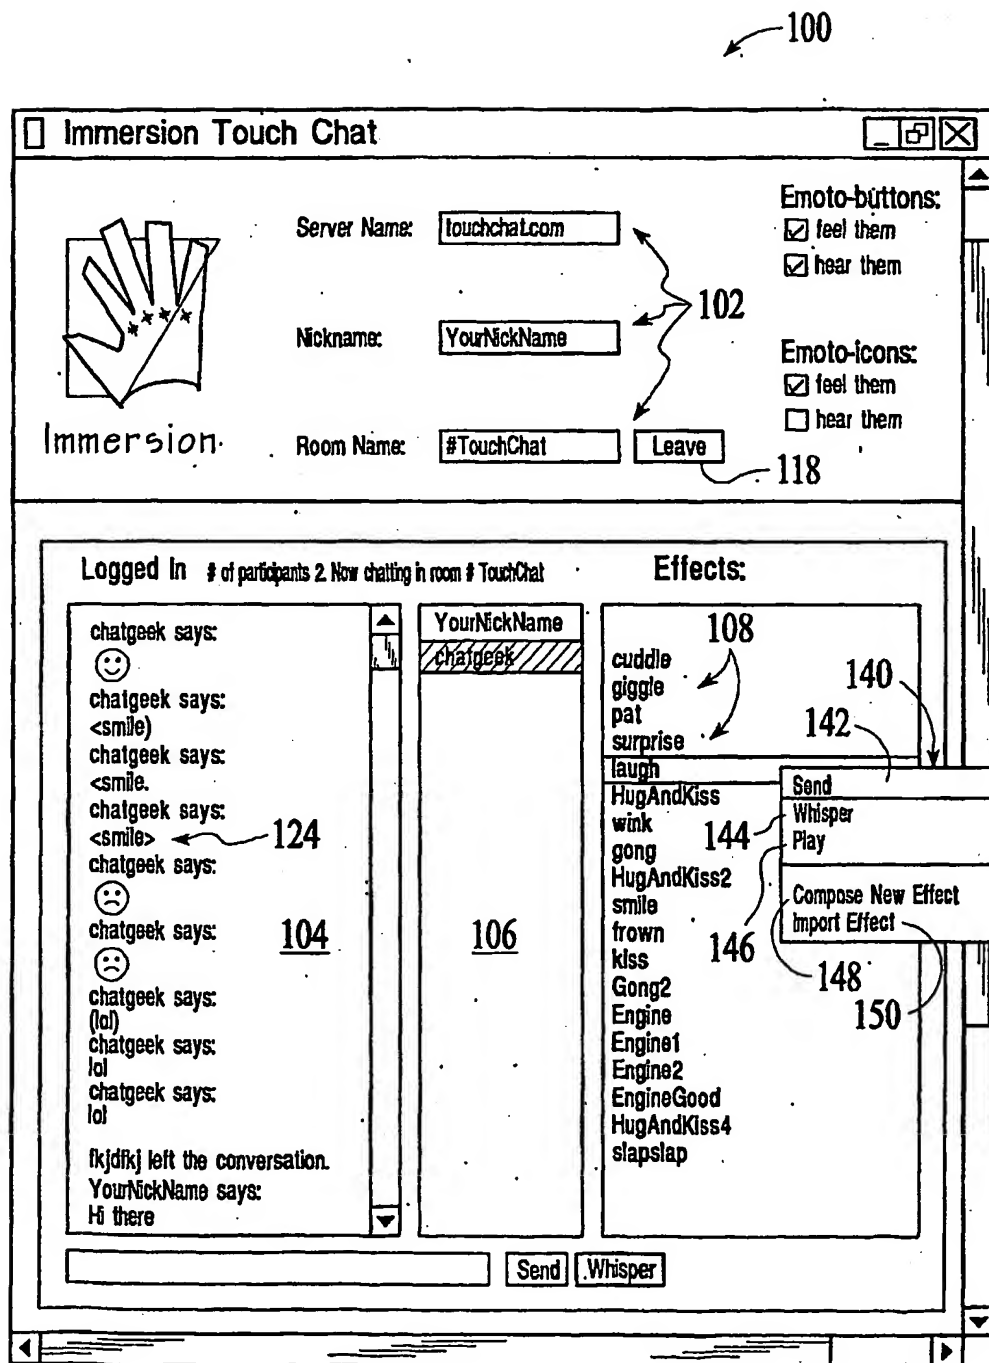 100
Immersion Touch Chat
Server Name: touchchat.com
Nickname: YourNickName
Room Name: #TouchChat Leave
Immersion
Emoto-buttons:
feel them
hear them
102
Emoto-icons:
feel them
hear them
118
Logged In # of participants 2. Now chatting in room # TouchChat
Effects:
chatgeek says:
chatgeek says:
<smile)
chatgeek says:
<smile.
chatgeek says:
<smile>
124
chatgeek says:
chatgeek says:
chatgeek says:
(lol)
chatgeek says:
lol
chatgeek says:
lol
fkjdfkj left the conversation.
YourNickName says:
Hi there
104
YourNickName
chatgeek
106
108
cuddle
giggle
pat
surprise
laugh
HugAndKiss
wink
gong
HugAndKiss2
smile
frown
kiss
Gong2
Engine
Engine1
Engine2
EngineGood
HugAndKiss4
slapslap
140
142
Send
Whisper
144
Play
146
Compose New Effect
Import Effect
148
150
Send Whisper